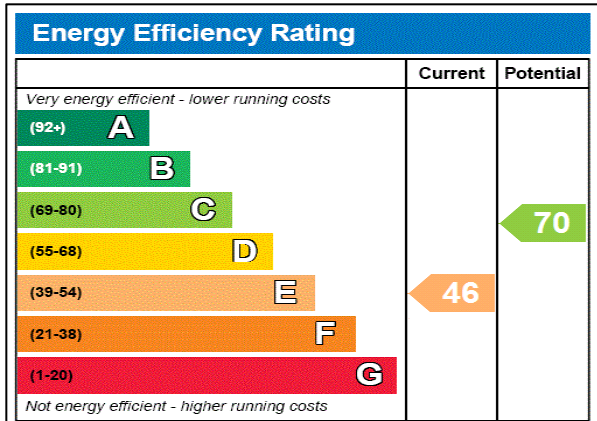 Energy Efficiency Rating
Current Potential
Very energy efficient - lower running costs
(92+) A
(81-91) B
(69-80) C
70
(55-68) D
(39-54) E
46
(21-38) F
(1-20) G
Not energy efficient - higher running costs